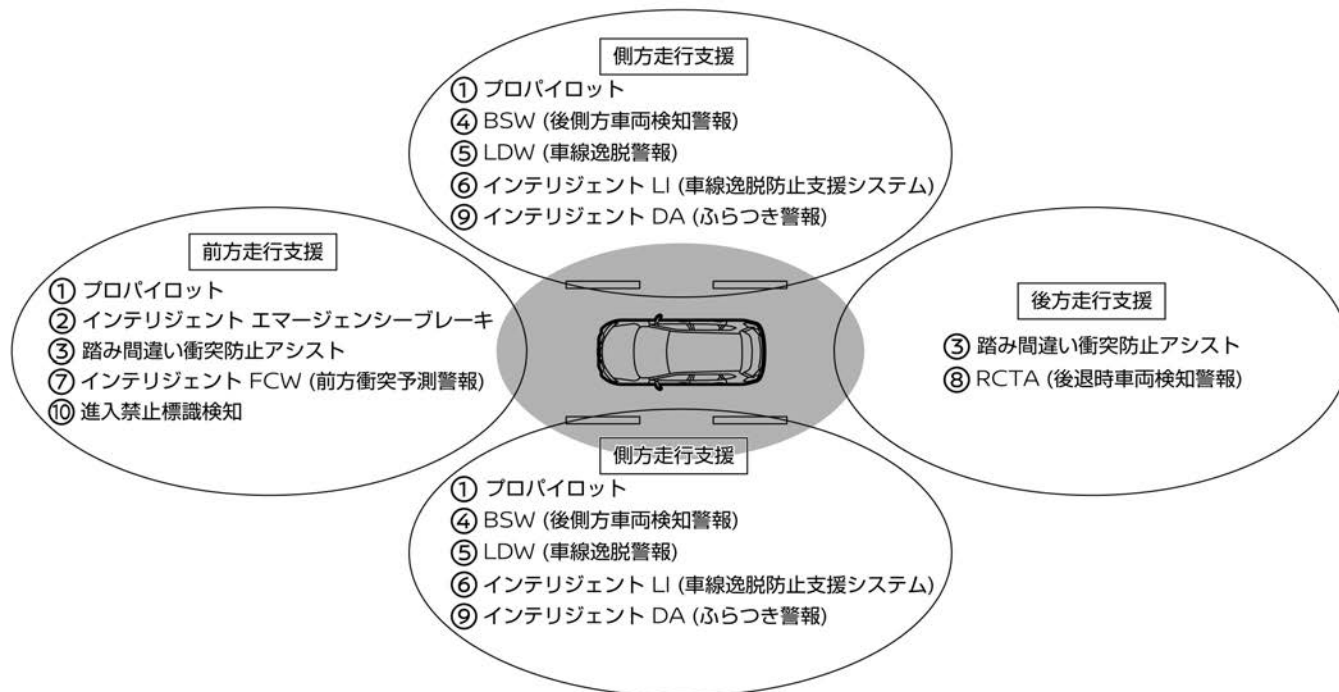 側方走行支援
① プロパイロット
④ BSW (後側方車両検知警報)
⑤ LDW (車線逸脱警報)
⑥ インテリジェント LI (車線逸脱防止支援システム)
⑨ インテリジェント DA (ふらつき警報)
前方走行支援
① プロパイロット
② インテリジェント エマージェンシーブレーキ
③ 踏み間違い衝突防止アシスト
⑦ インテリジェント FCW (前方衝突予測警報)
⑩ 進入禁止標識検知
後方走行支援
③ 踏み間違い衝突防止アシスト
⑧ RCTA (後退時車両検知警報)
側方走行支援
① プロパイロット
④ BSW (後側方車両検知警報)
⑤ LDW (車線逸脱警報)
⑥ インテリジェント LI (車線逸脱防止支援システム)
⑨ インテリジェント DA (ふらつき警報)